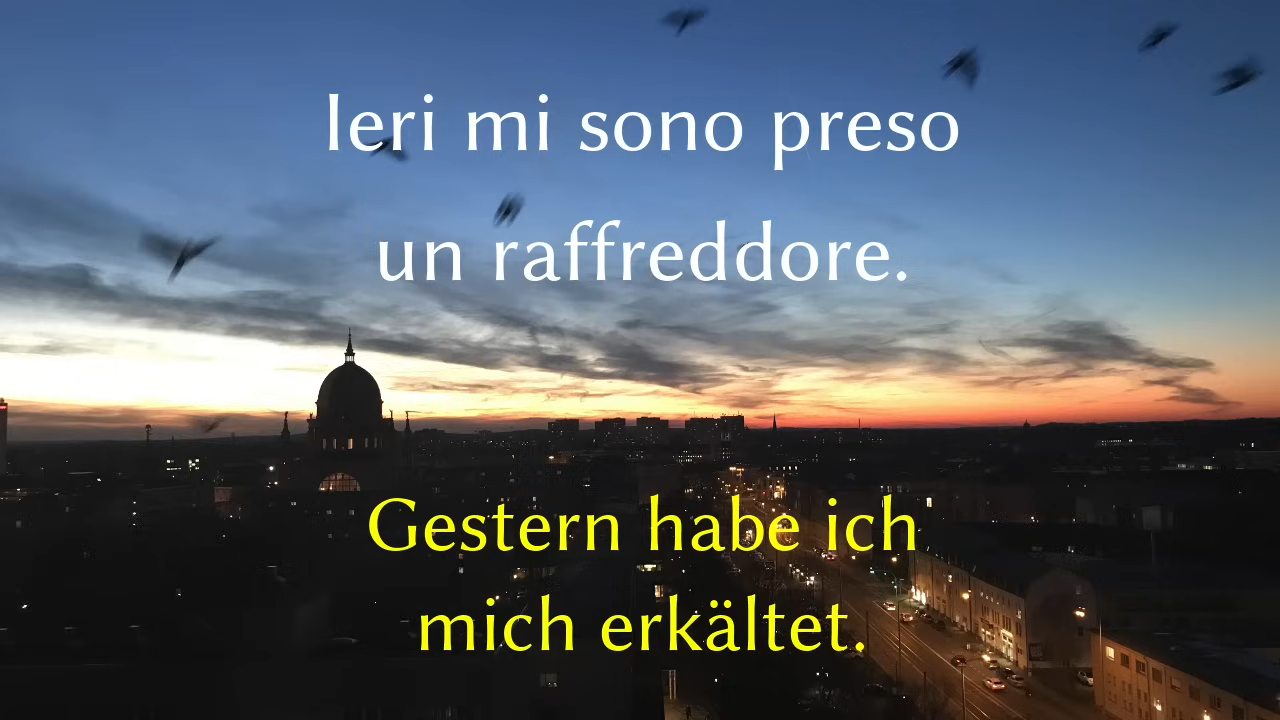 Ieri mi sono preso
un raffreddore.
Gestern habe ich
mich erkältet.